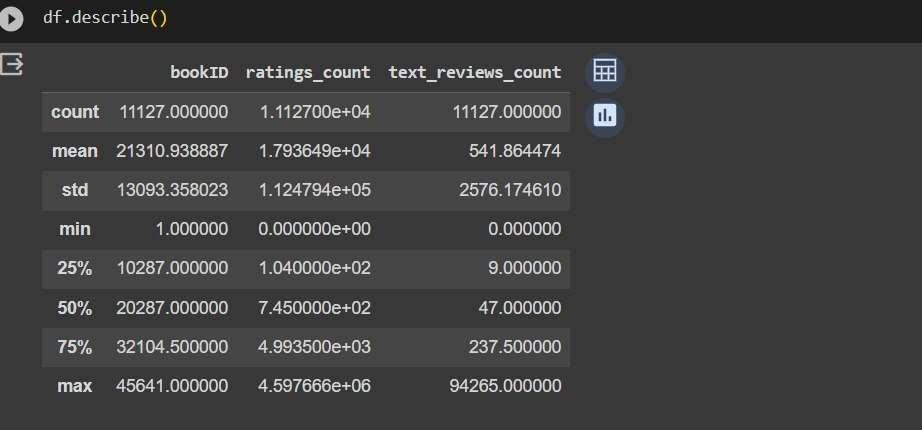 df.describe()
bookID ratings_count text_reviews_count
count 11127.000000 1.112700e+04 11127.000000
mean 21310.938887 1.793649e+04 541.864474
std 13093.358023 1.124794e+05 2576.174610
min 1.000000 0.000000e+00 0.000000
25% 10287.000000 1.040000e+02 9.000000
50% 20287.000000 7.450000e+02 47.000000
75% 32104.500000 4.993500e+03 237.500000
max 45641.000000 4.597666e+06 94265.000000